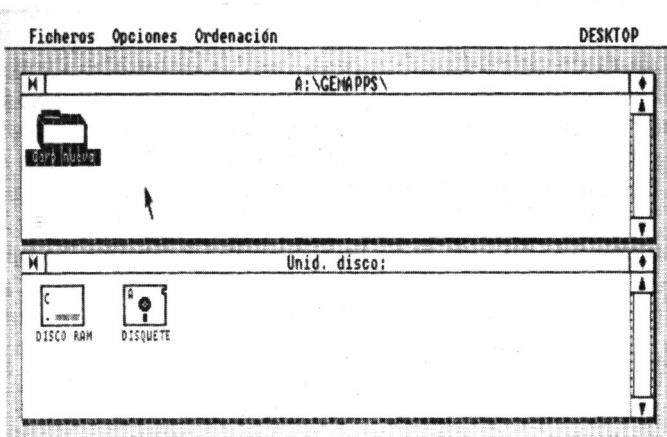 Ficheros Opciones Ordenación DESKTOP
A:\GEMAPPS\
Carp nueva
Unid. disco:
C
A
DISCO RAM DISQUETE